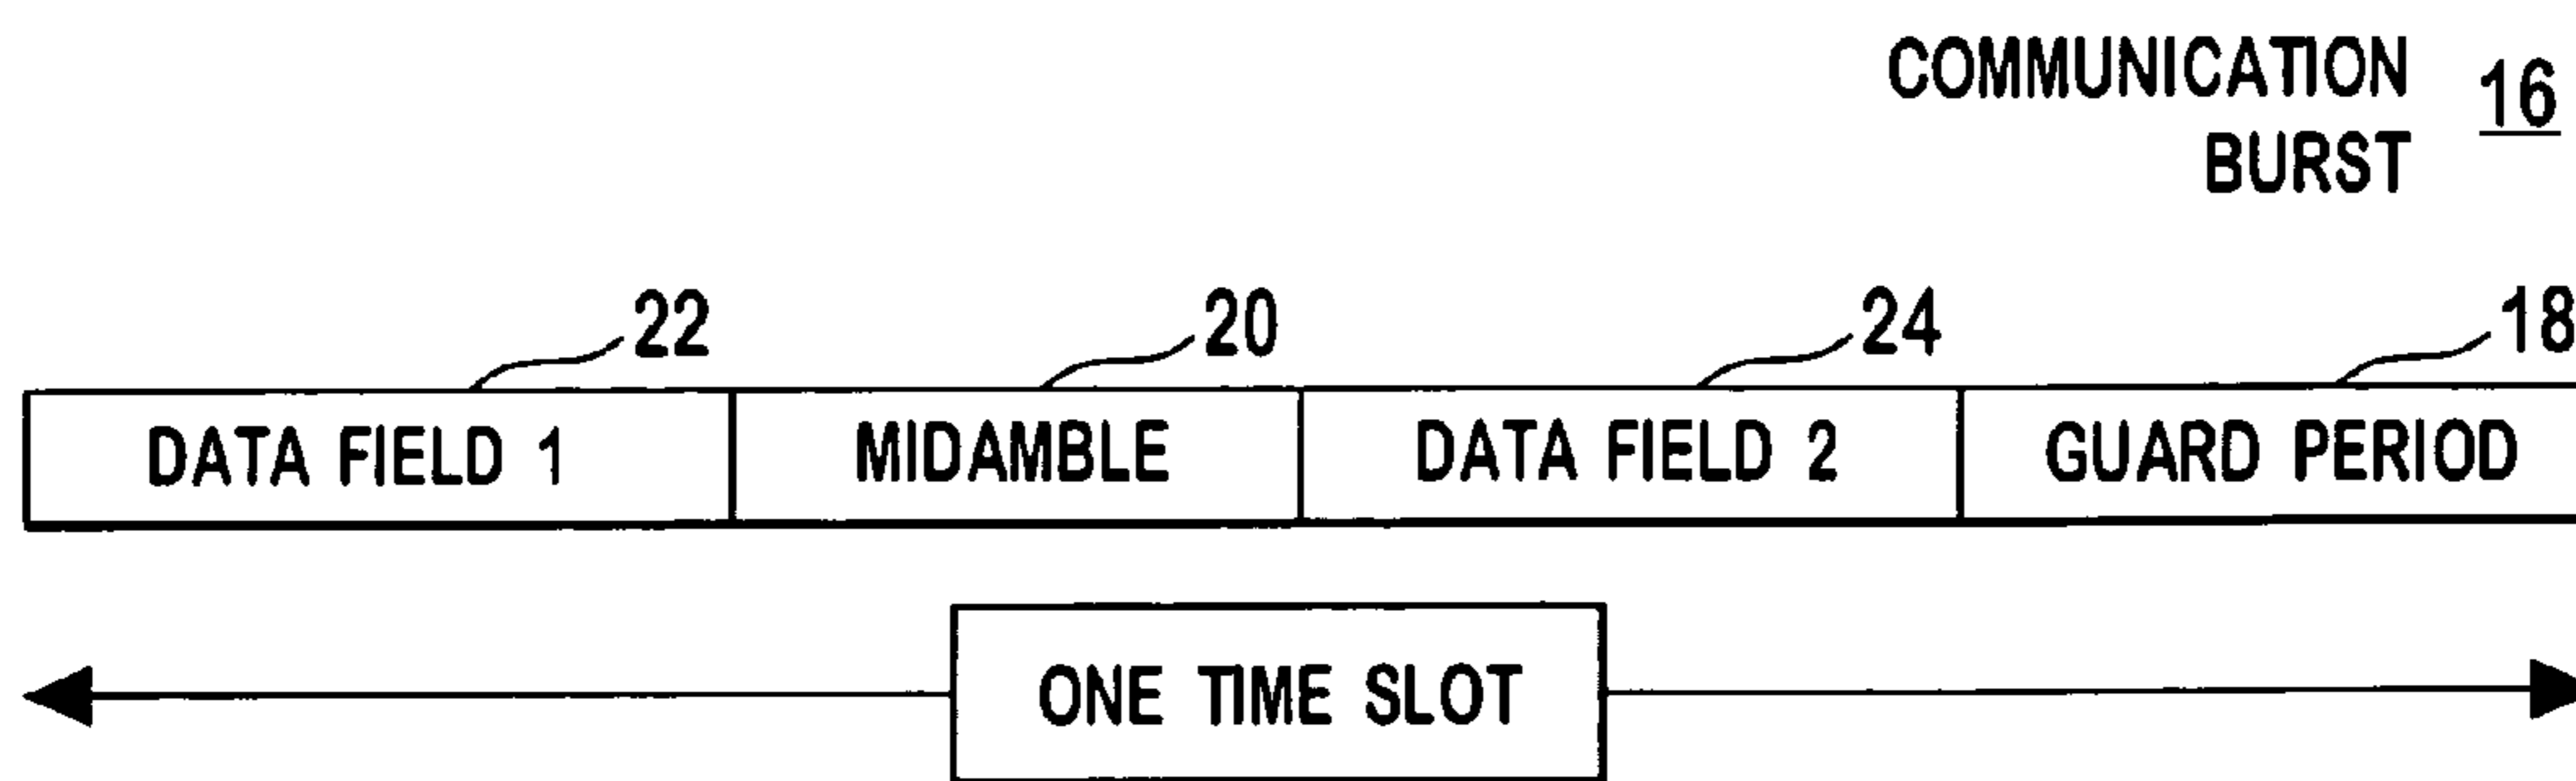 COMMUNICATION 16
BURST
22 20 24 18
DATA FIELD 1 MIDAMBLE DATA FIELD 2 GUARD PERIOD
ONE TIME SLOT